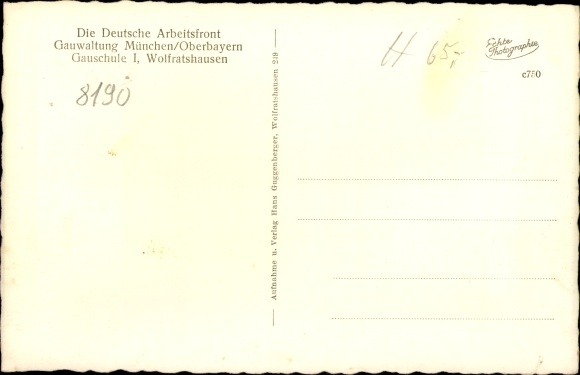 Die Deutsche Arbeitsfront
Gauwaltung München/Oberbayern
Gauschule I, Wolfratshausen
8190
H 65,-
Echte
Photographie
c750
Aufnahme u. Verlag Hans Guggenberger, Wolfratshausen 219